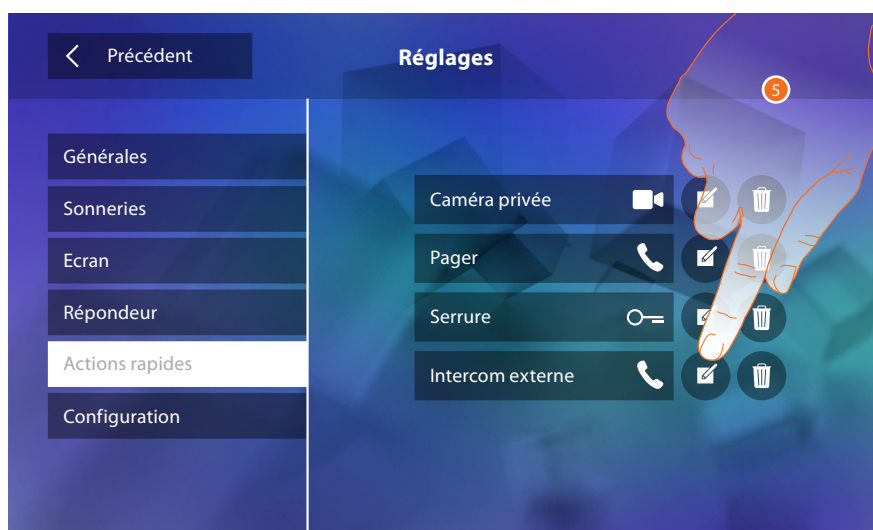 Précédent
Réglages
5
Générales
Sonneries
Ecran
Répondeur
Actions rapides
Configuration
Caméra privée
Pager
Serrure
Intercom externe